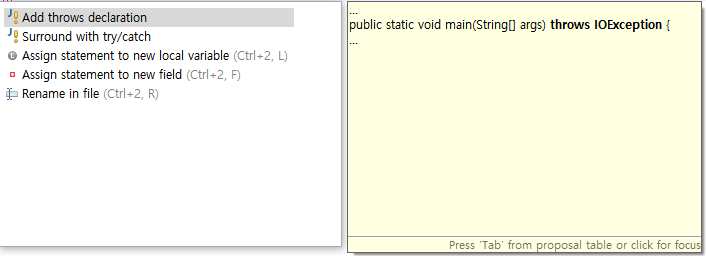 Add throws declaration
Surround with try/catch
Assign statement to new local variable (Ctrl+2, L)
Assign statement to new field (Ctrl+2, F)
Rename in file (Ctrl+2, R)
...
public static void main(String[] args) throws IOException {
...
Press 'Tab' from proposal table or click for focus